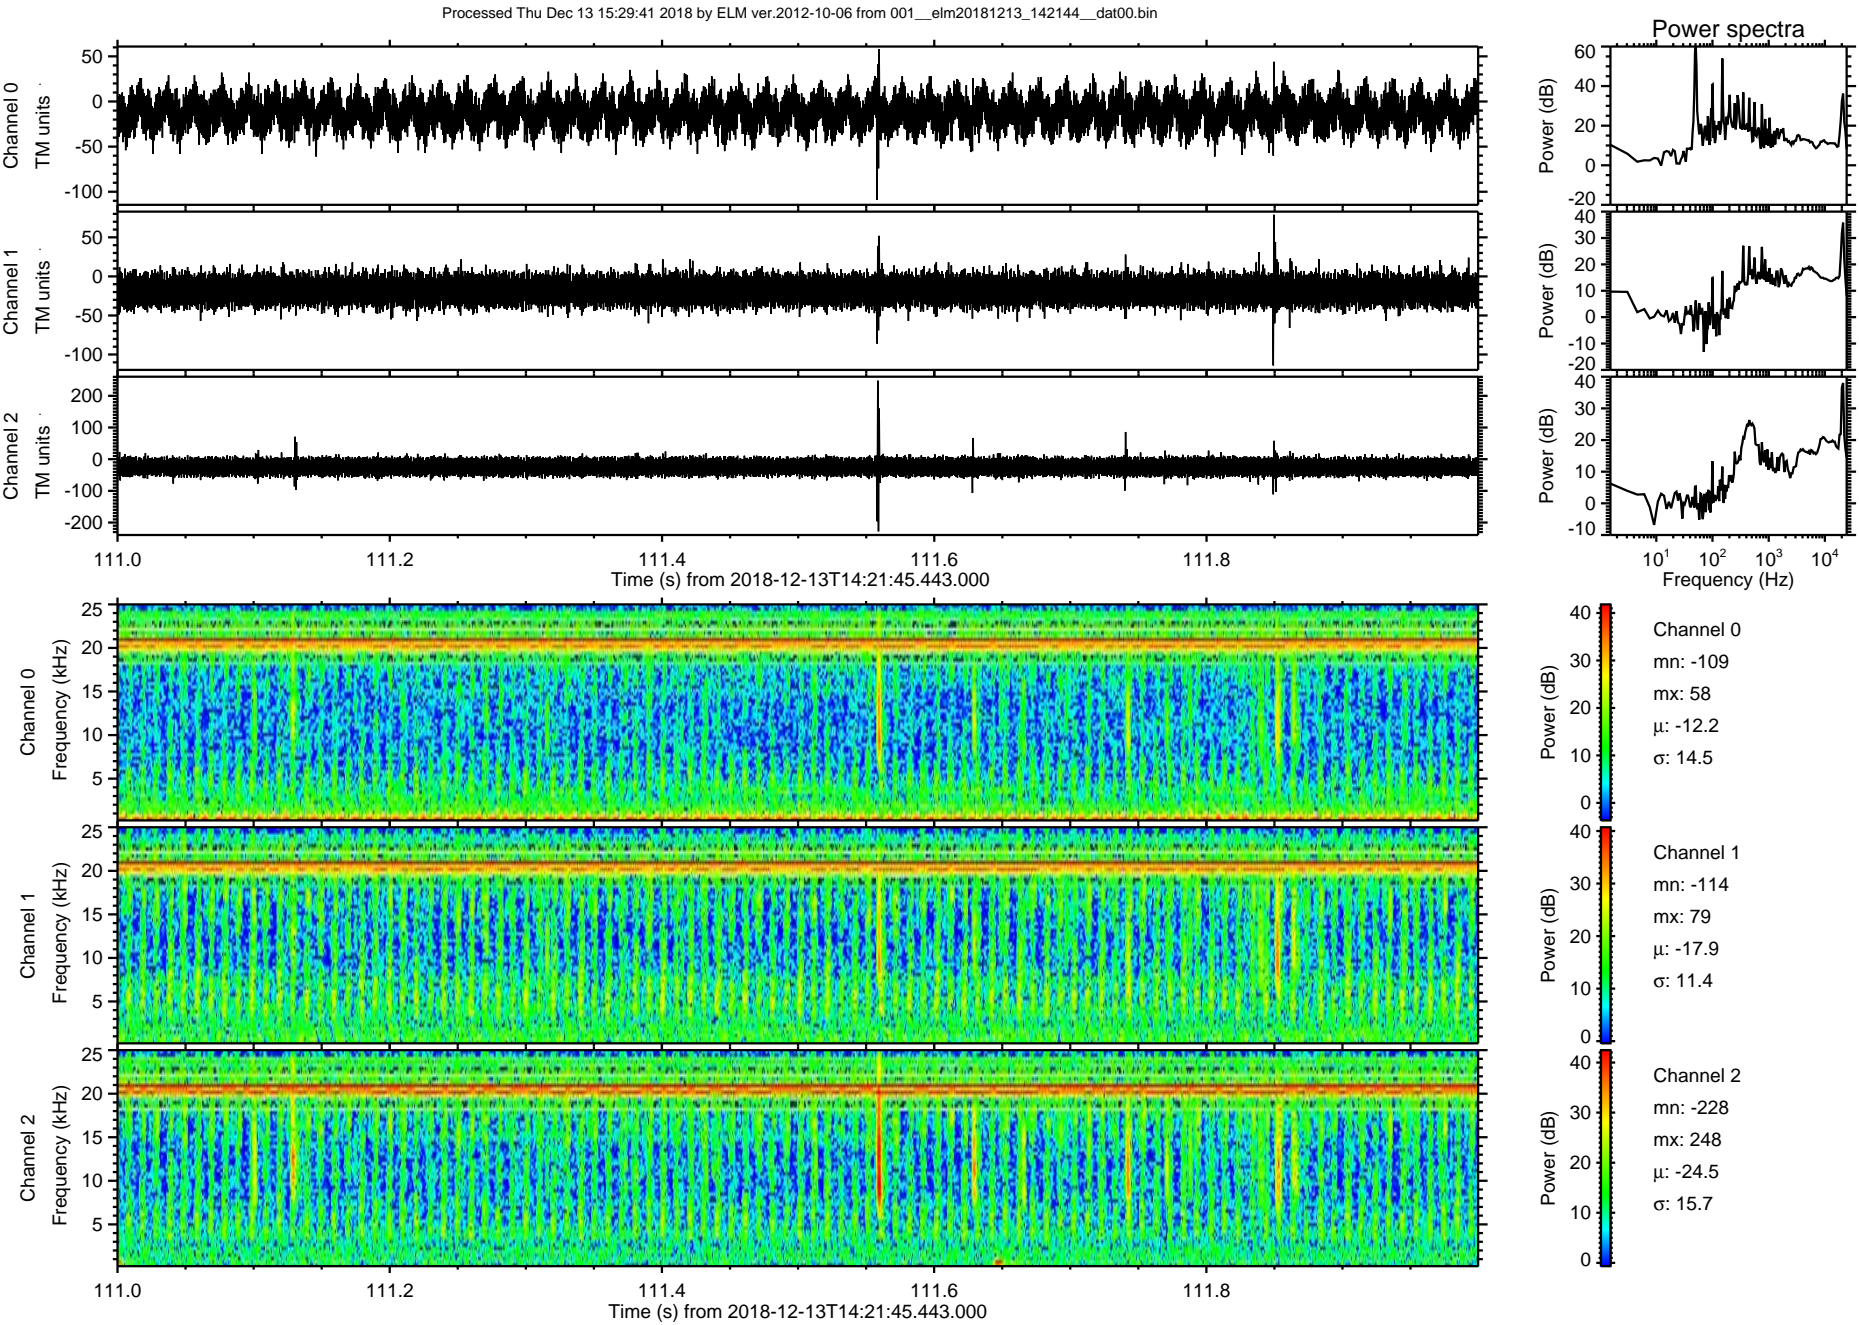 Processed Thu Dec 13 15:29:41 2018 by ELM ver.2012-10-06 from 001__elm20181213_142144__dat00.bin
Power spectra
Channel 0
TM units
50
0
-50
-100
Power (dB)
60
40
20
0
-20
Channel 1
TM units
50
0
-50
-100
Power (dB)
40
30
20
10
0
-10
-20
Channel 2
TM units
200
100
0
-100
-200
Power (dB)
40
30
20
10
0
-10
111.0 111.2 111.4 111.6 111.8
Time (s) from 2018-12-13T14:21:45.443.000
10¹ 10² 10³ 10⁴
Frequency (Hz)
Channel 0
Frequency (kHz)
25
20
15
10
5
Power (dB)
40
30
20
10
0
Channel 0
mn: -109
mx: 58
μ: -12.2
σ: 14.5
Channel 1
Frequency (kHz)
25
20
15
10
5
Power (dB)
40
30
20
10
0
Channel 1
mn: -114
mx: 79
μ: -17.9
σ: 11.4
Channel 2
Frequency (kHz)
25
20
15
10
5
Power (dB)
40
30
20
10
0
Channel 2
mn: -228
mx: 248
μ: -24.5
σ: 15.7
111.0 111.2 111.4 111.6 111.8
Time (s) from 2018-12-13T14:21:45.443.000